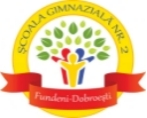 ȘCOALA GIMNAZIALĂ NR. 2
Fundeni-Dobroești